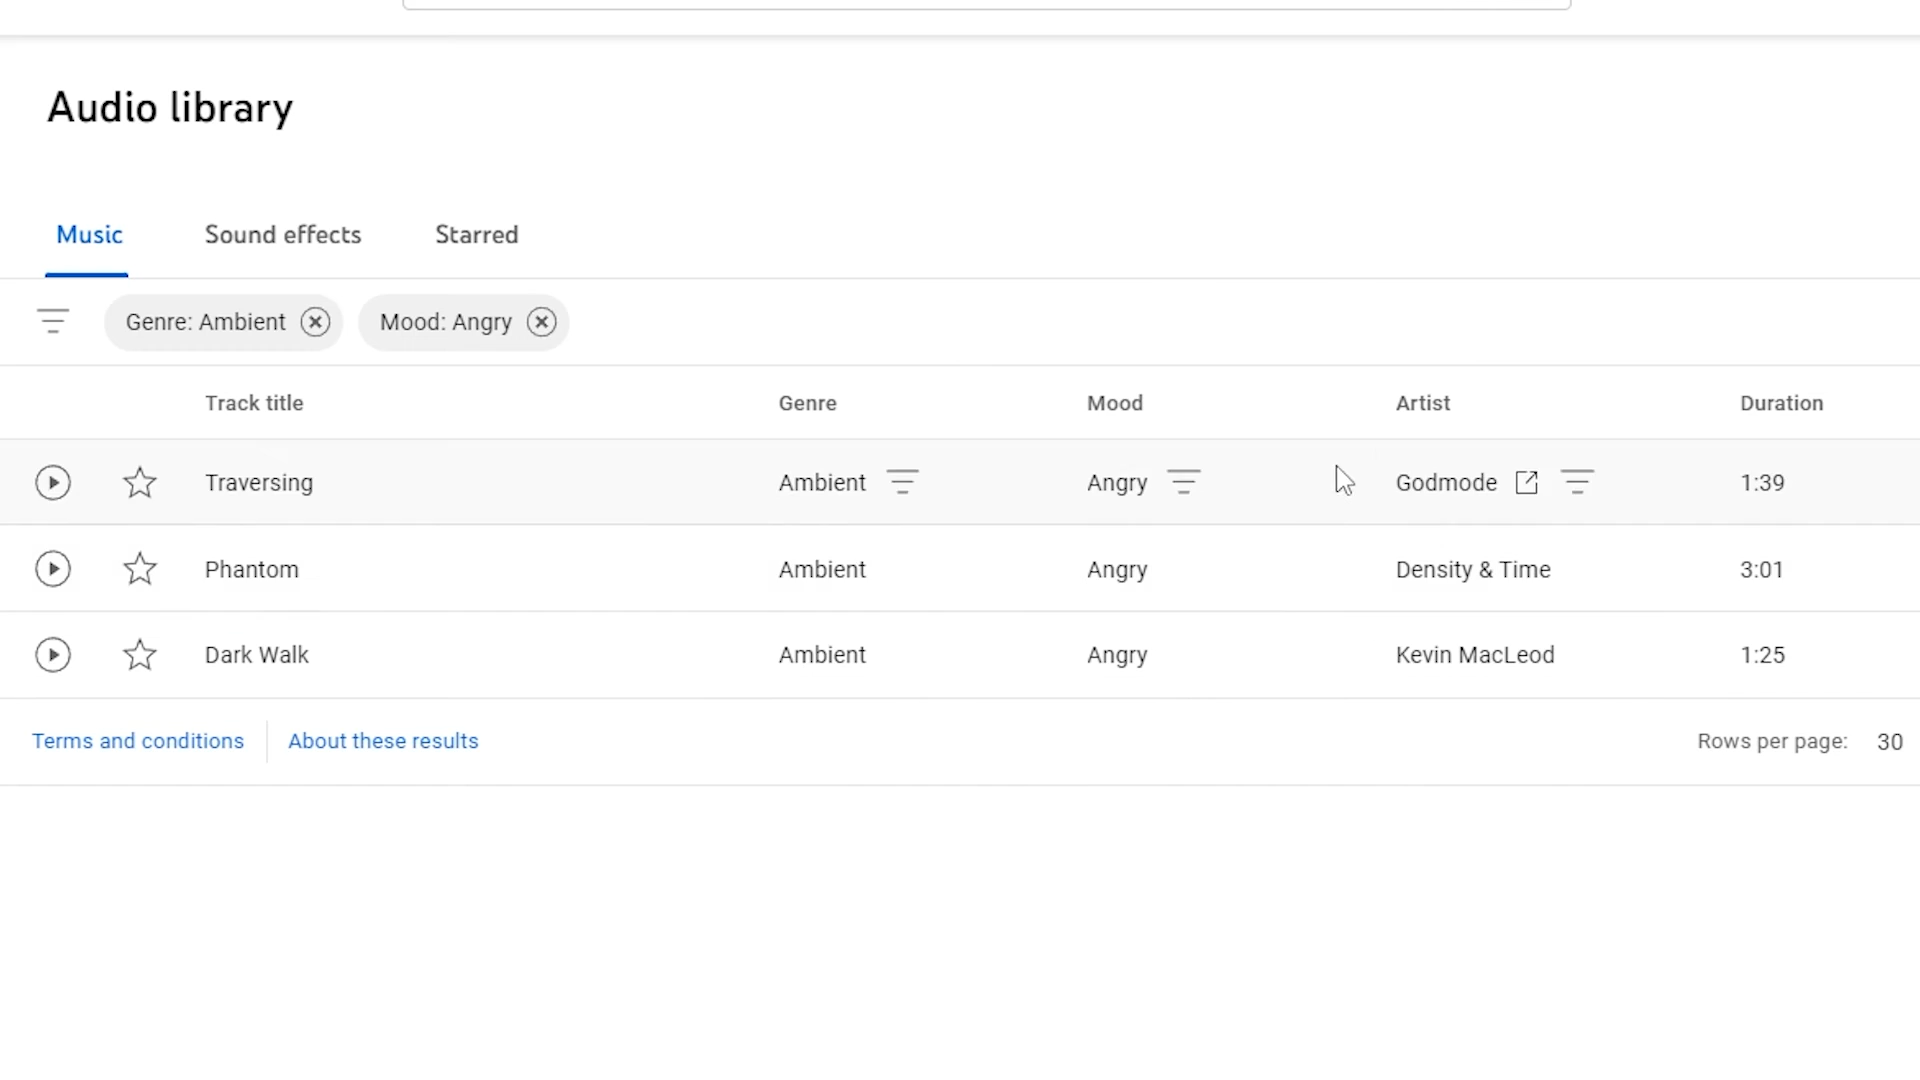 Audio library
Music Sound effects Starred
Genre: Ambient Mood: Angry
Track title Genre Mood Artist Duration
Traversing Ambient Angry Godmode 1:39
Phantom Ambient Angry Density & Time 3:01
Dark Walk Ambient Angry Kevin MacLeod 1:25
Terms and conditions About these results Rows per page: 30